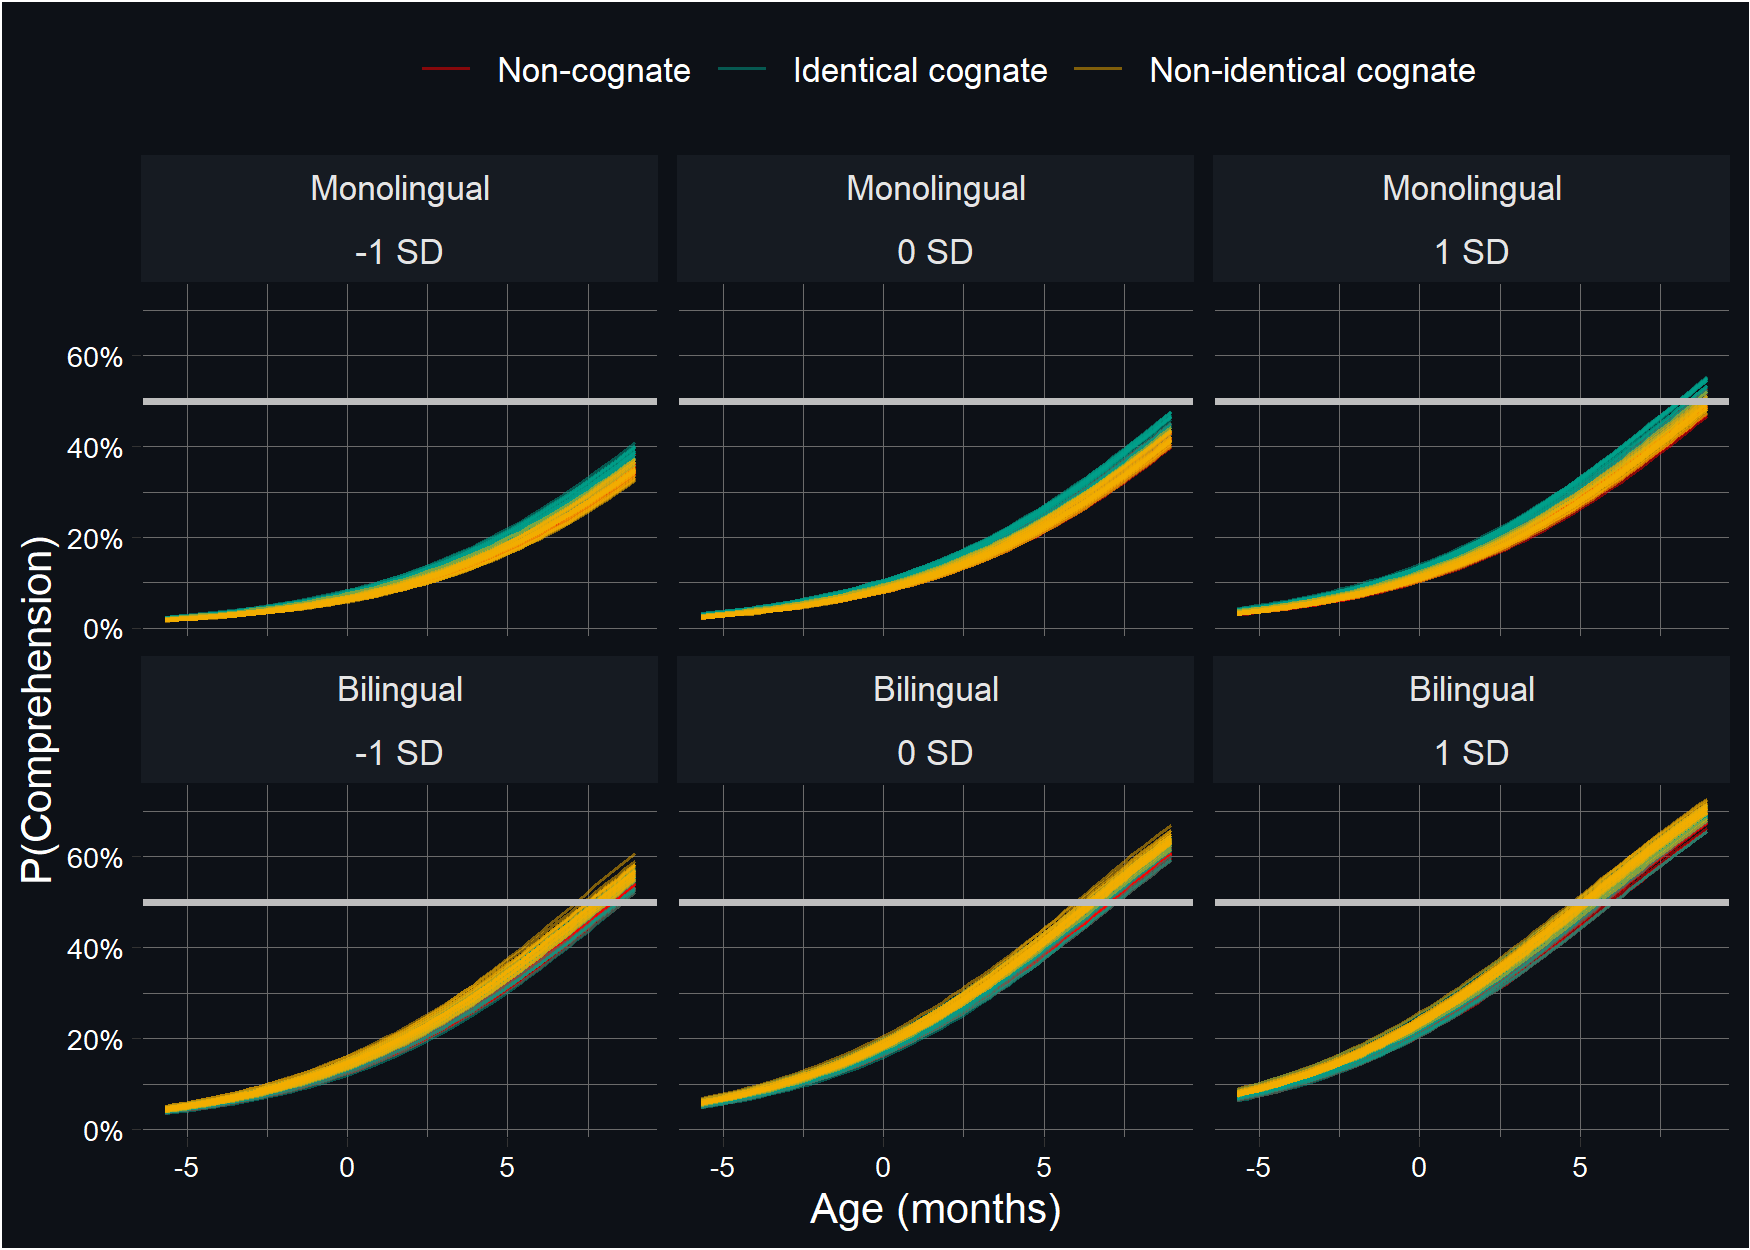 Non-cognate Identical cognate Non-identical cognate
Monolingual Monolingual Monolingual
-1 SD 0 SD 1 SD
60%
40%
20%
0%
P(Comprehension)
Bilingual Bilingual Bilingual
-1 SD 0 SD 1 SD
60%
40%
20%
0%
-5 0 5 -5 0 5 -5 0 5
Age (months)